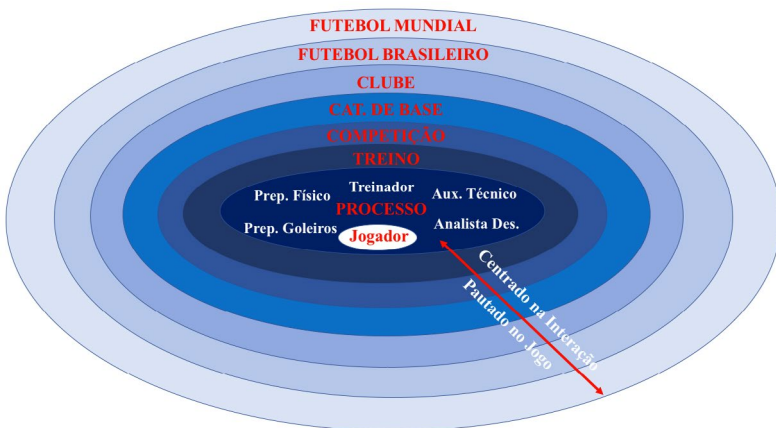 FUTEBOL MUNDIAL
FUTEBOL BRASILEIRO
CLUBE
CAT. DE BASE
COMPETIÇÃO
TREINO
Prep. Físico
Treinador
Aux. Técnico
PROCESSO
Prep. Goleiros
Jogador
Analista Des.
Centrado na Interação
Pautado no Jogo